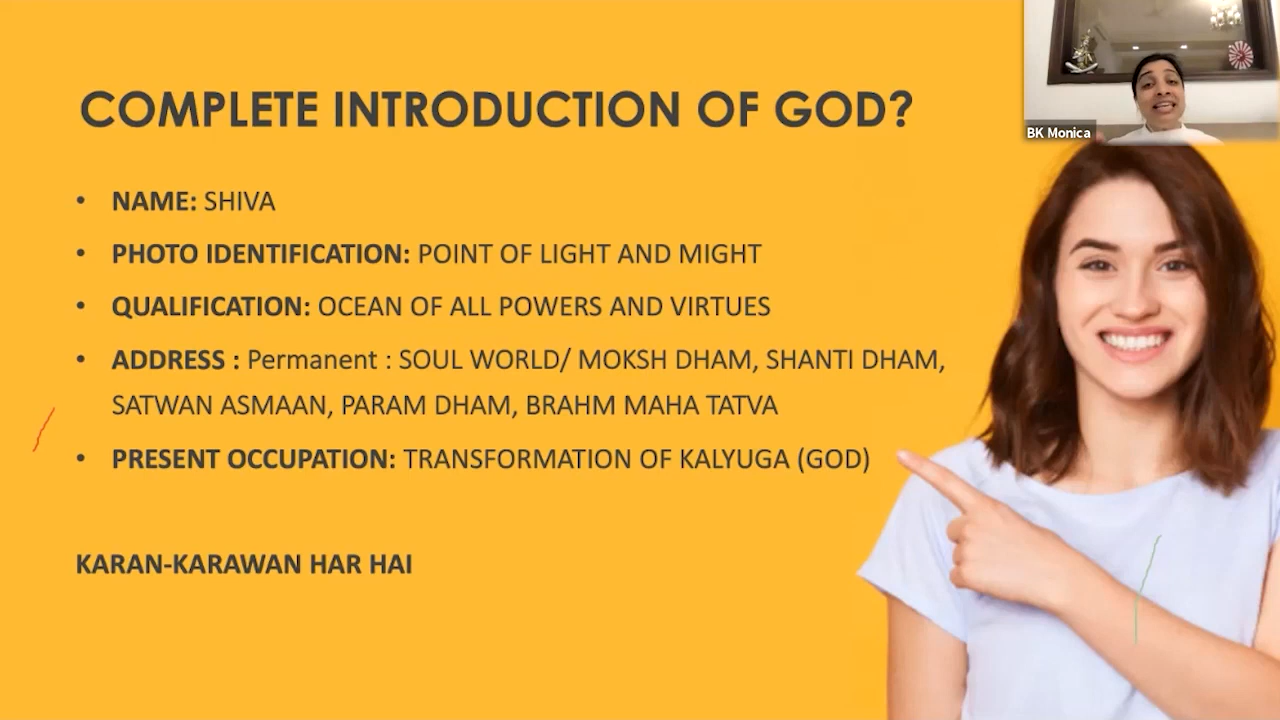 COMPLETE INTRODUCTION OF GOD?
• NAME: SHIVA
• PHOTO IDENTIFICATION: POINT OF LIGHT AND MIGHT
• QUALIFICATION: OCEAN OF ALL POWERS AND VIRTUES
• ADDRESS : Permanent : SOUL WORLD/ MOKSH DHAM, SHANTI DHAM,
SATWAN ASMAAN, PARAM DHAM, BRAHM MAHA TATVA
• PRESENT OCCUPATION: TRANSFORMATION OF KALYUGA (GOD)
KARAN-KARAWAN HAR HAI
BK Monica